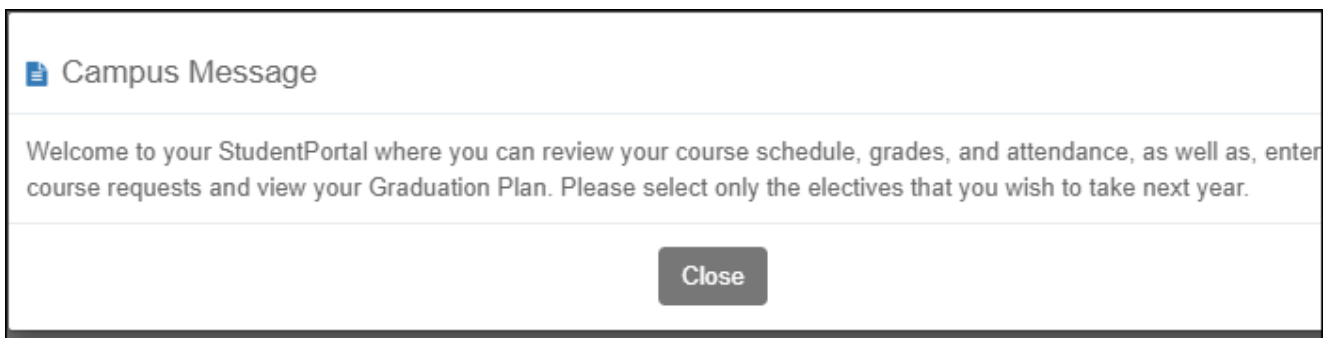 Campus Message
Welcome to your StudentPortal where you can review your course schedule, grades, and attendance, as well as, enter
course requests and view your Graduation Plan. Please select only the electives that you wish to take next year.
Close